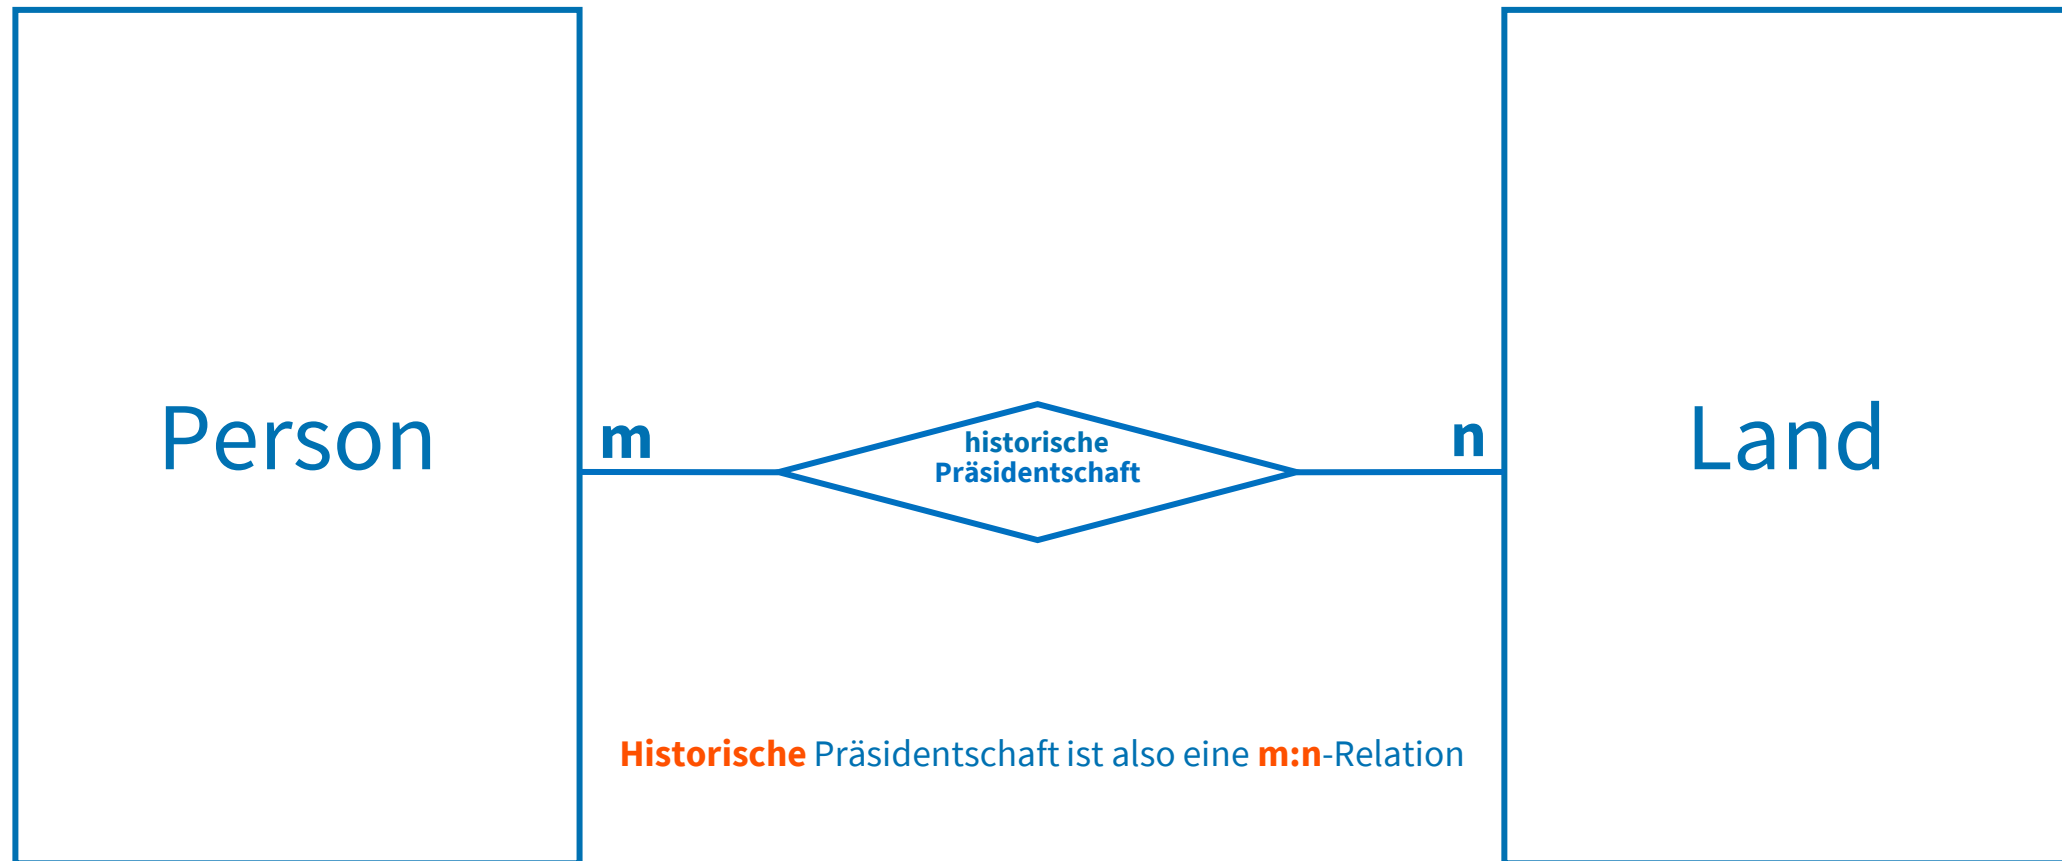 Person
m
historische
Präsidentschaft
n
Land
Historische Präsidentschaft ist also eine m:n-Relation